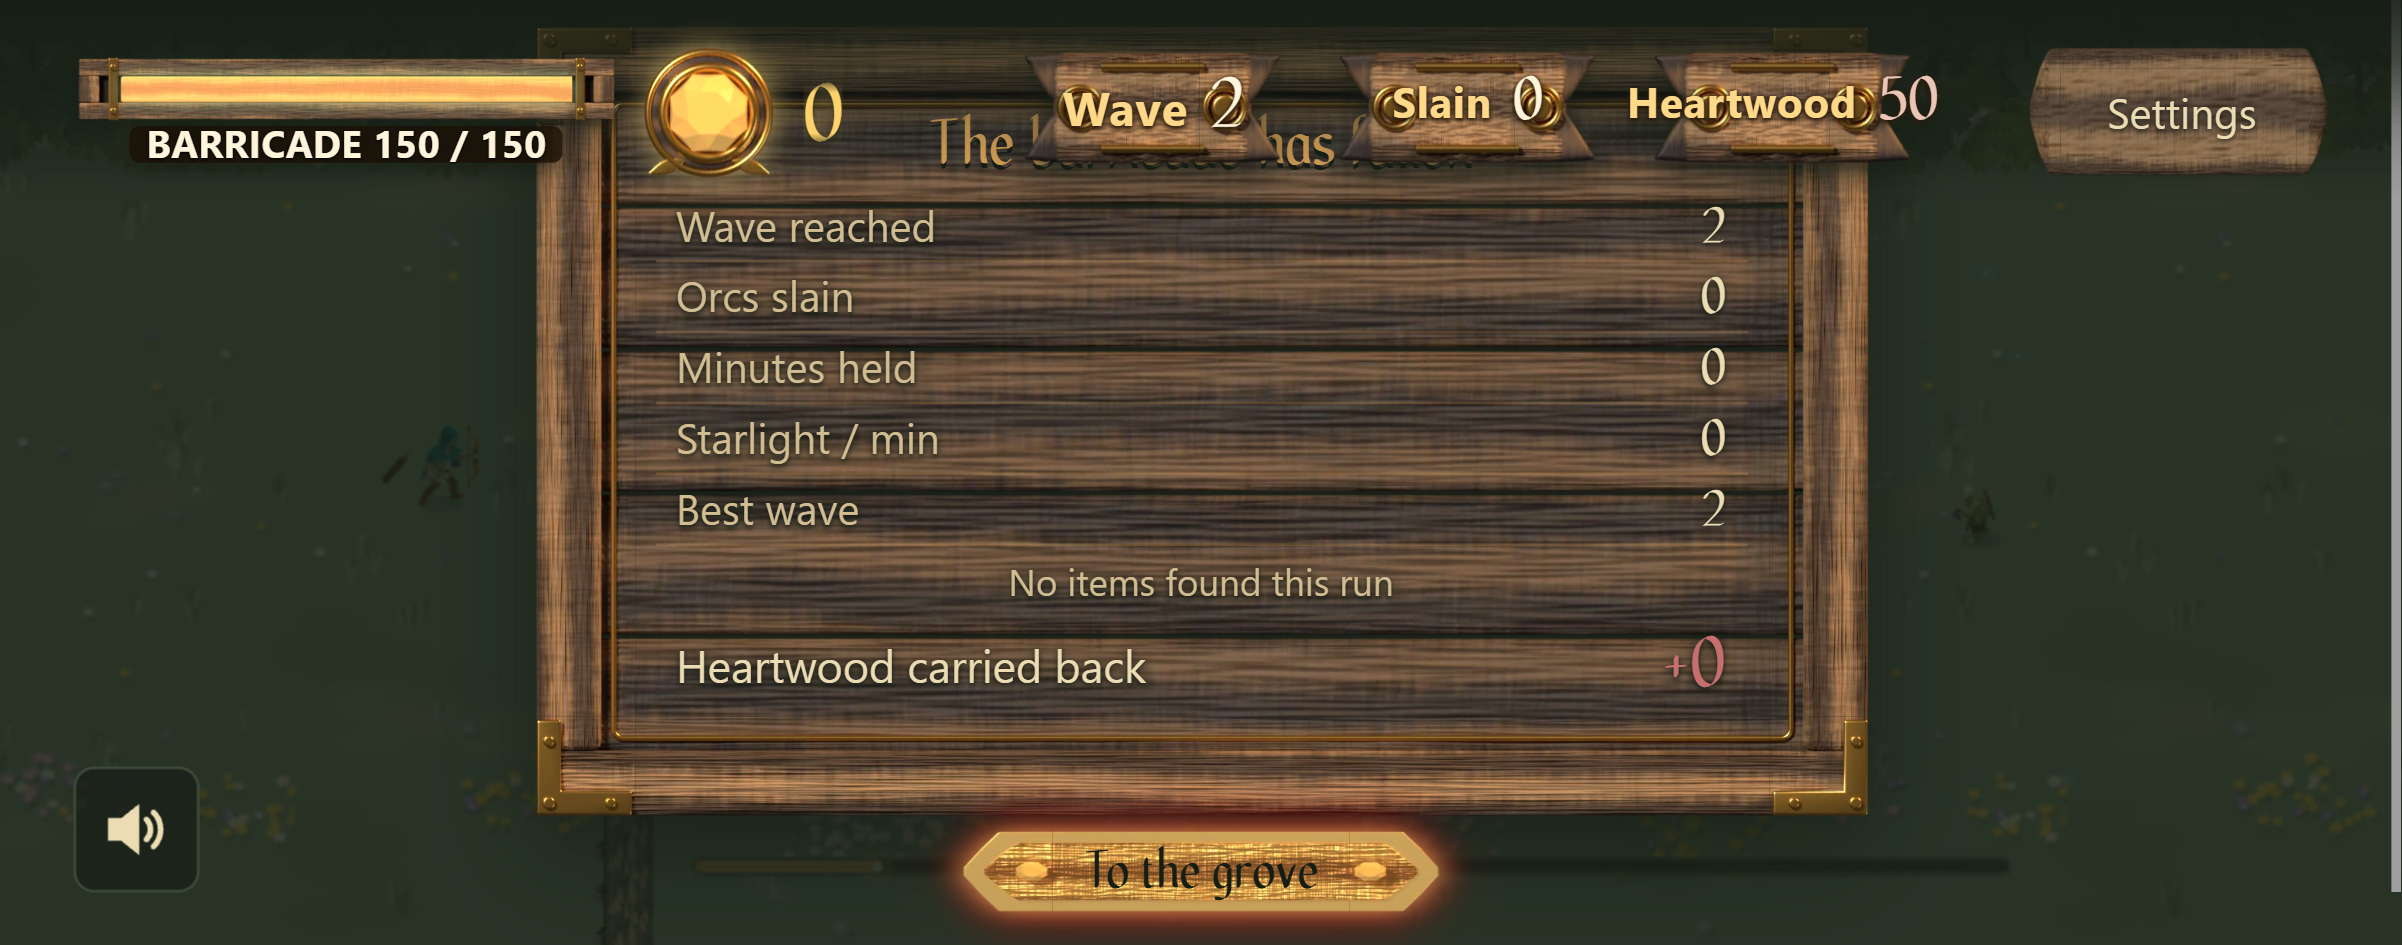 BARRICADE 150 / 150
0
Wave 2
Slain 0
Heartwood 50
Settings
The has
Wave reached 2
Orcs slain 0
Minutes held 0
Starlight / min 0
Best wave 2
No items found this run
Heartwood carried back +0
To the grove